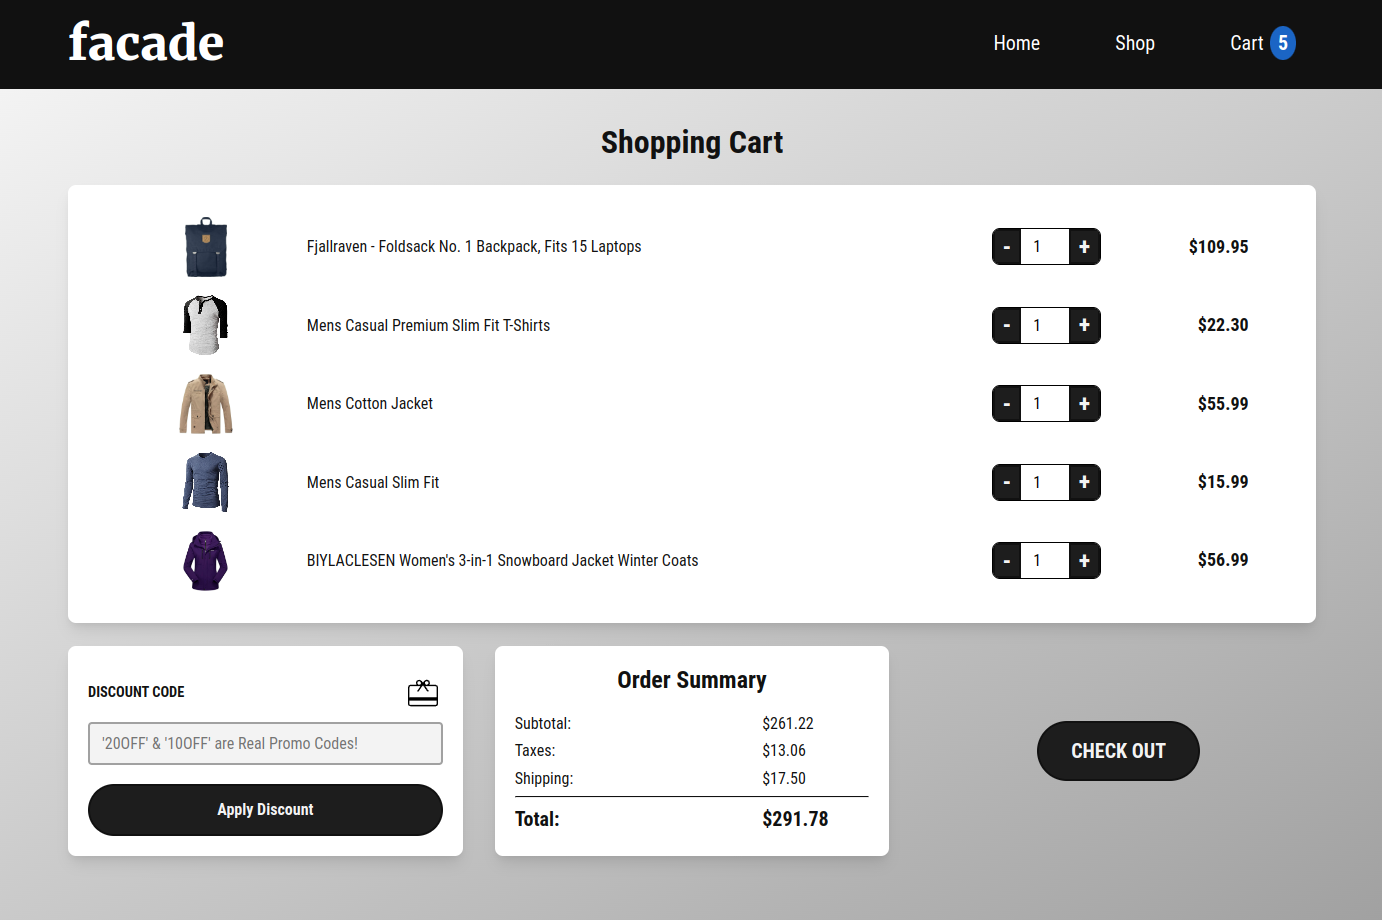 facade
Home Shop Cart 5
Shopping Cart
Fjallraven - Foldsack No. 1 Backpack, Fits 15 Laptops - 1 + $109.95
Mens Casual Premium Slim Fit T-Shirts - 1 + $22.30
Mens Cotton Jacket - 1 + $55.99
Mens Casual Slim Fit - 1 + $15.99
BIYLACLESEN Women's 3-in-1 Snowboard Jacket Winter Coats - 1 + $56.99
DISCOUNT CODE
'20OFF' & '10OFF' are Real Promo Codes!
Apply Discount
Order Summary
Subtotal: $261.22
Taxes: $13.06
Shipping: $17.50
Total: $291.78
CHECK OUT